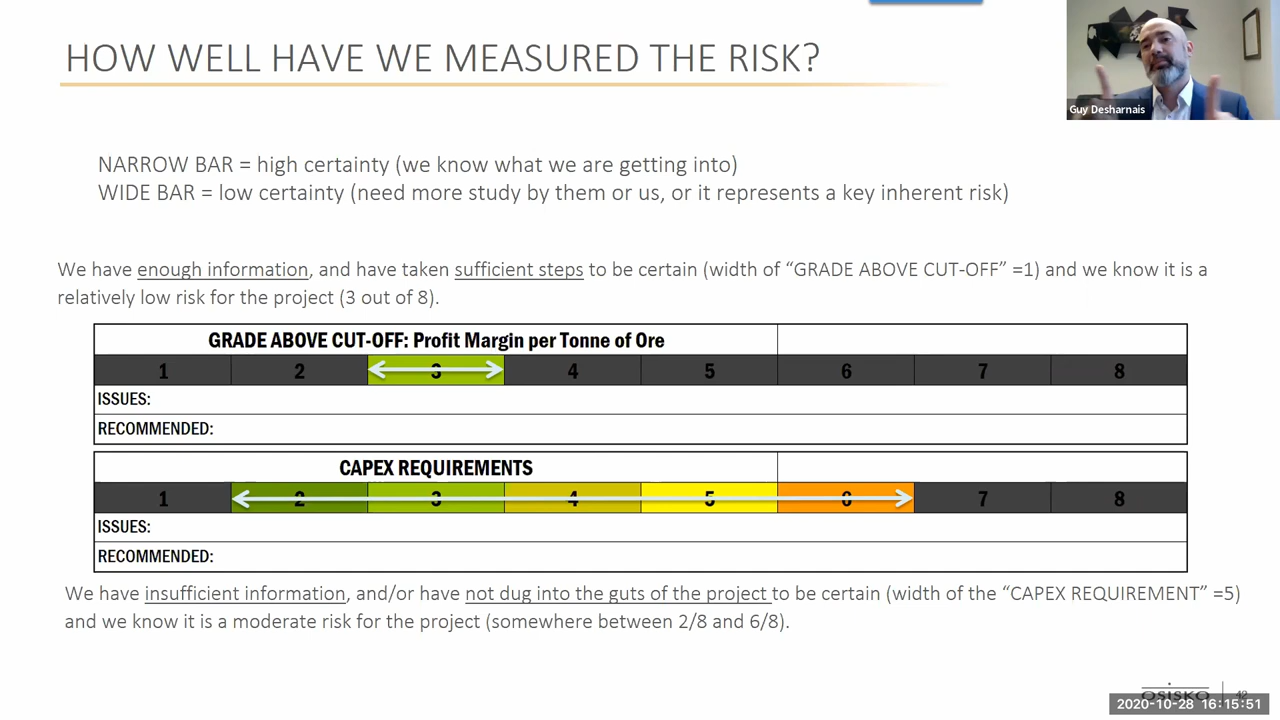 HOW WELL HAVE WE MEASURED THE RISK?
Guy Desharnais
NARROW BAR = high certainty (we know what we are getting into)
WIDE BAR = low certainty (need more study by them or us, or it represents a key inherent risk)
We have enough information, and have taken sufficient steps to be certain (width of “GRADE ABOVE CUT-OFF” =1) and we know it is a
relatively low risk for the project (3 out of 8).
GRADE ABOVE CUT-OFF: Profit Margin per Tonne of Ore
1 2 3 4 5 6 7 8
ISSUES:
RECOMMENDED:
CAPEX REQUIREMENTS
1 2 3 4 5 6 7 8
ISSUES:
RECOMMENDED:
We have insufficient information, and/or have not dug into the guts of the project to be certain (width of the “CAPEX REQUIREMENT” =5)
and we know it is a moderate risk for the project (somewhere between 2/8 and 6/8).
OSISKO
2020-10-28 16:15:51